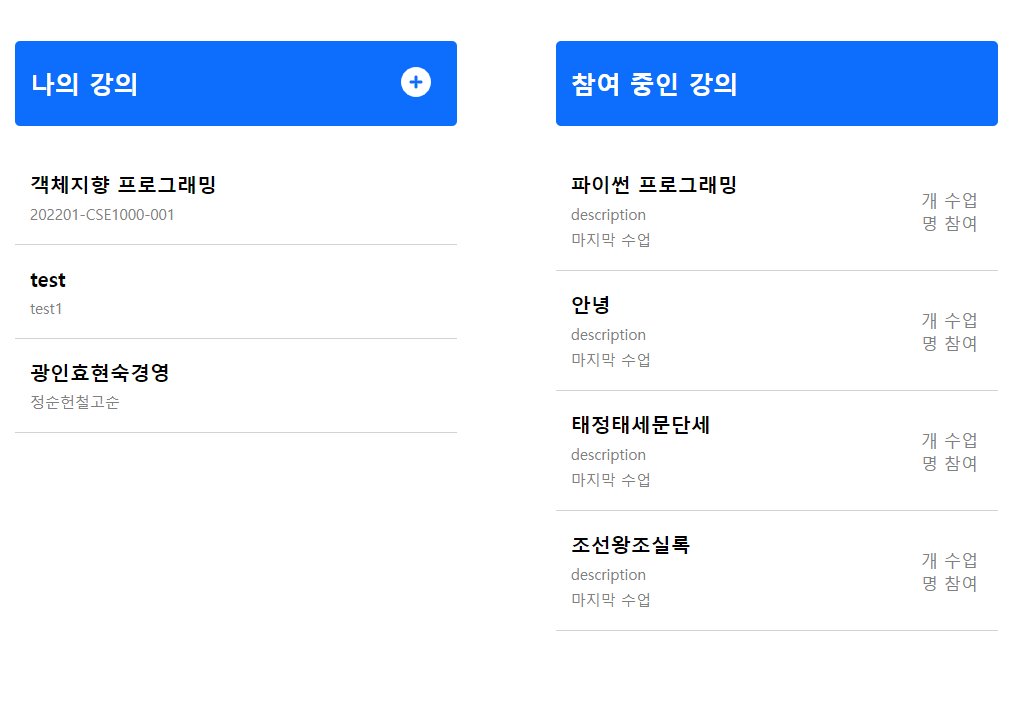 나의 강의
객체지향 프로그래밍
202201-CSE1000-001
test
test1
광인효현숙경영
정순헌철고순
참여 중인 강의
파이썬 프로그래밍
description
마지막 수업
개 수업
명 참여
안녕
description
마지막 수업
개 수업
명 참여
태정태세문단세
description
마지막 수업
개 수업
명 참여
조선왕조실록
description
마지막 수업
개 수업
명 참여